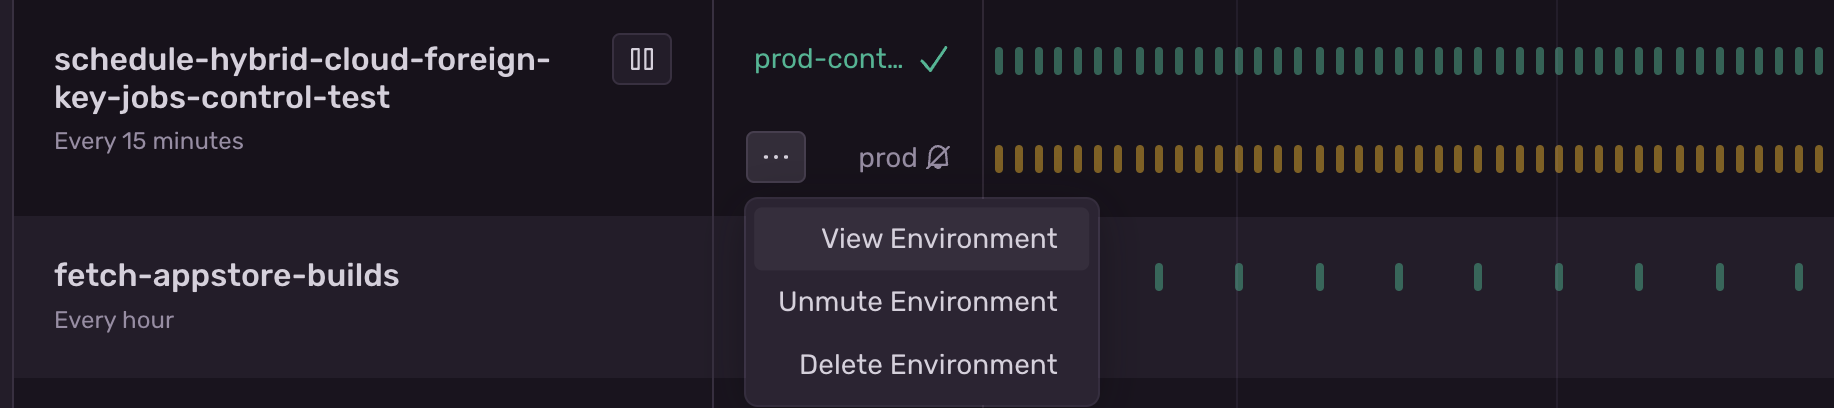 schedule-hybrid-cloud-foreign-
key-jobs-control-test
Every 15 minutes
prod-cont...
prod
View Environment
Unmute Environment
Delete Environment
fetch-appstore-builds
Every hour